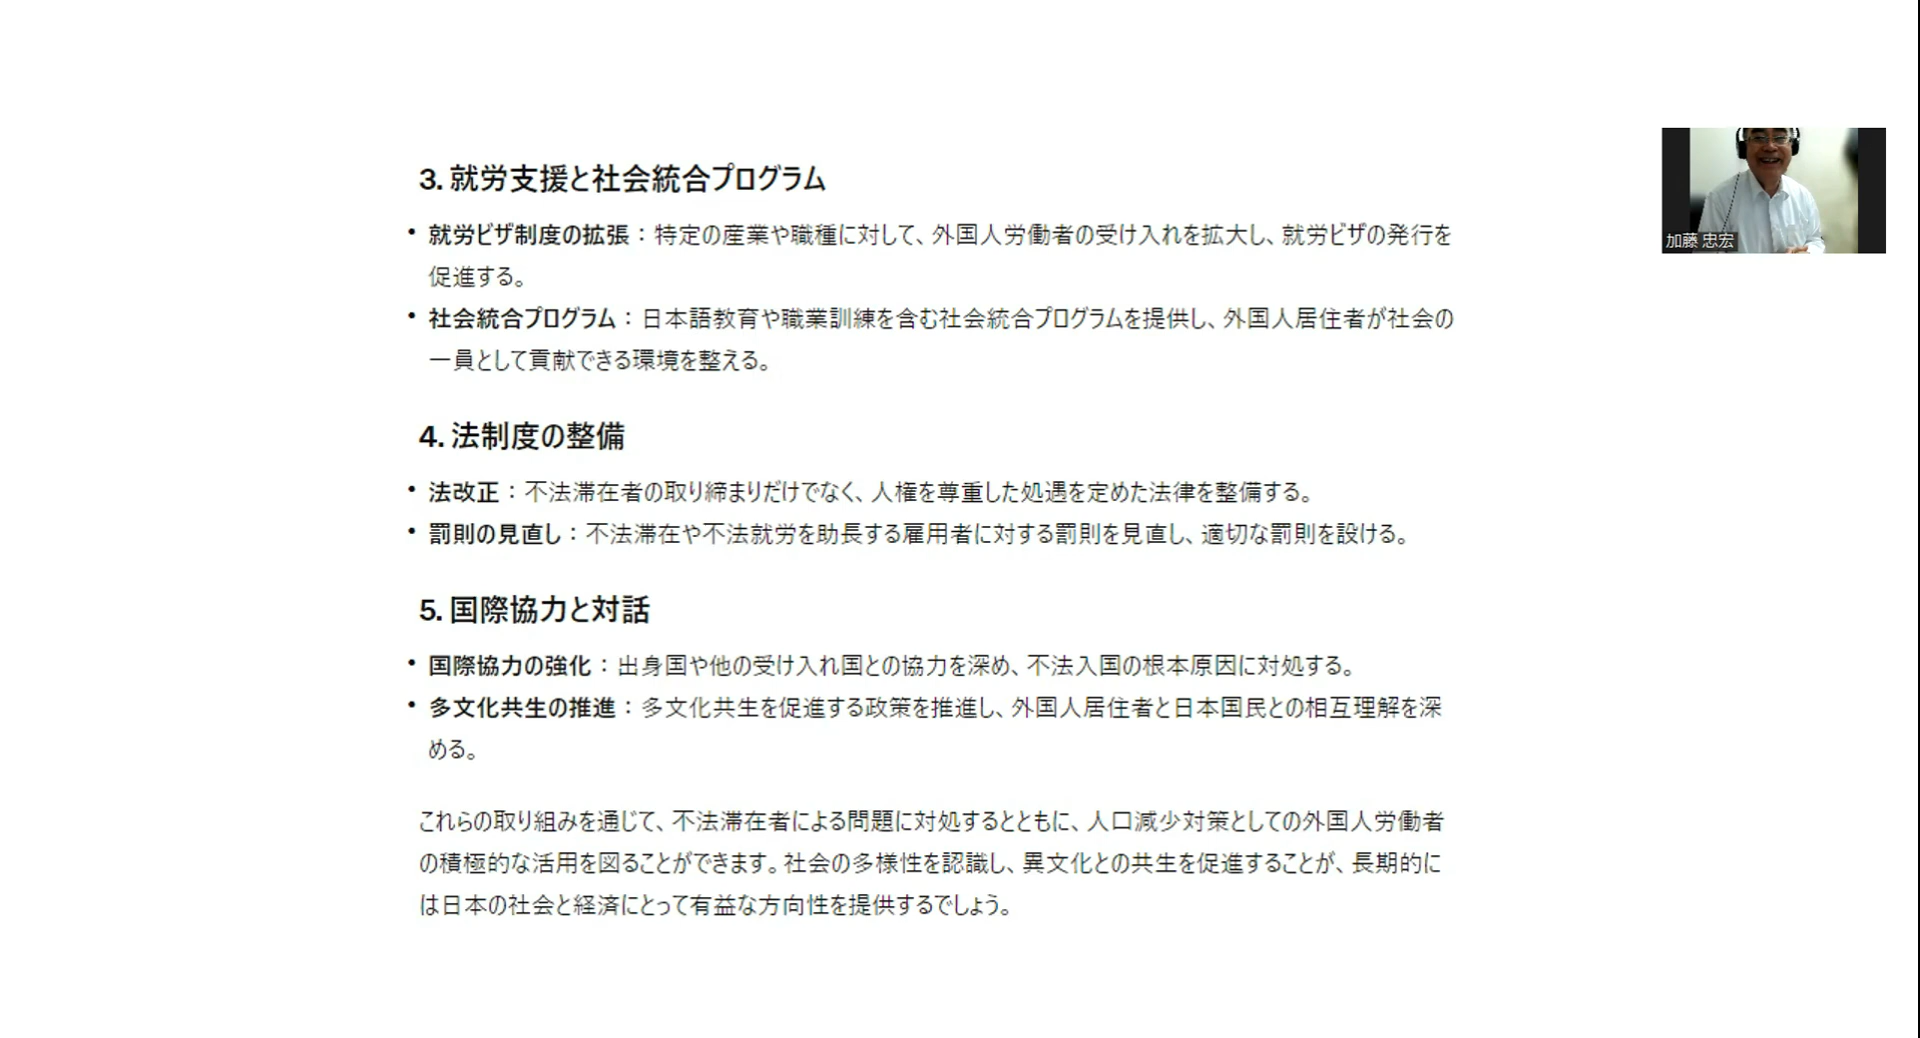 3. 就労支援と社会統合プログラム
• 就労ビザ制度の拡張：特定の産業や職種に対して、外国人労働者の受け入れを拡大し、就労ビザの発行を
促進する。
• 社会統合プログラム：日本語教育や職業訓練を含む社会統合プログラムを提供し、外国人居住者が社会の
一員として貢献できる環境を整える。
4. 法制度の整備
• 法改正：不法滞在者の取り締まりだけでなく、人権を尊重した処遇を定めた法律を整備する。
• 罰則の見直し：不法滞在や不法就労を助長する雇用者に対する罰則を見直し、適切な罰則を設ける。
5. 国際協力と対話
• 国際協力の強化：出身国や他の受け入れ国との協力を深め、不法入国の根本原因に対処する。
• 多文化共生の推進：多文化共生を促進する政策を推進し、外国人居住者と日本国民との相互理解を深
める。
これらの取り組みを通じて、不法滞在者による問題に対処するとともに、人口減少対策としての外国人労働者
の積極的な活用を図ることができます。社会の多様性を認識し、異文化との共生を促進することが、長期的に
は日本の社会と経済にとって有益な方向性を提供するでしょう。
加藤 忠宏